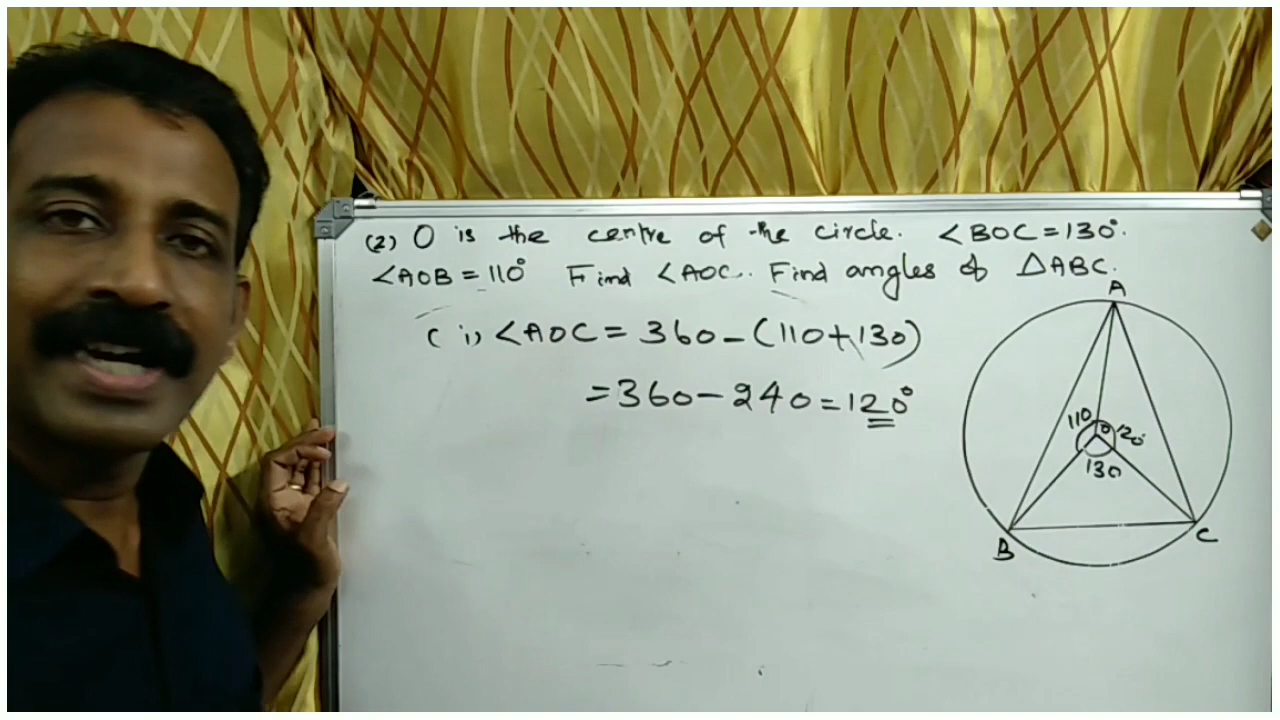 (2) O is the centre of the circle. <BOC = 130°.
<AOB = 110° Find <AOC. Find angles of △ABC.
(i) <AOC = 360 - (110 + 130)
= 360 - 240 = 120°
A
110
O
120
130
B
C